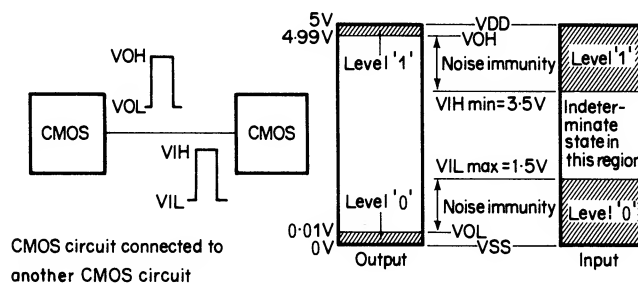 VOH
VOL
CMOS
CMOS
VIH
VIL
CMOS circuit connected to
another CMOS circuit
5V
4.99V
Level '1'
Level '0'
0·01V
0V
Output
VDD
VOH
Noise immunity
VIH min=3·5V
VIL max=1·5V
Noise immunity
VOL
VSS
Level '1'
Indeter-
minate
state in
this region
Level '0'
Input